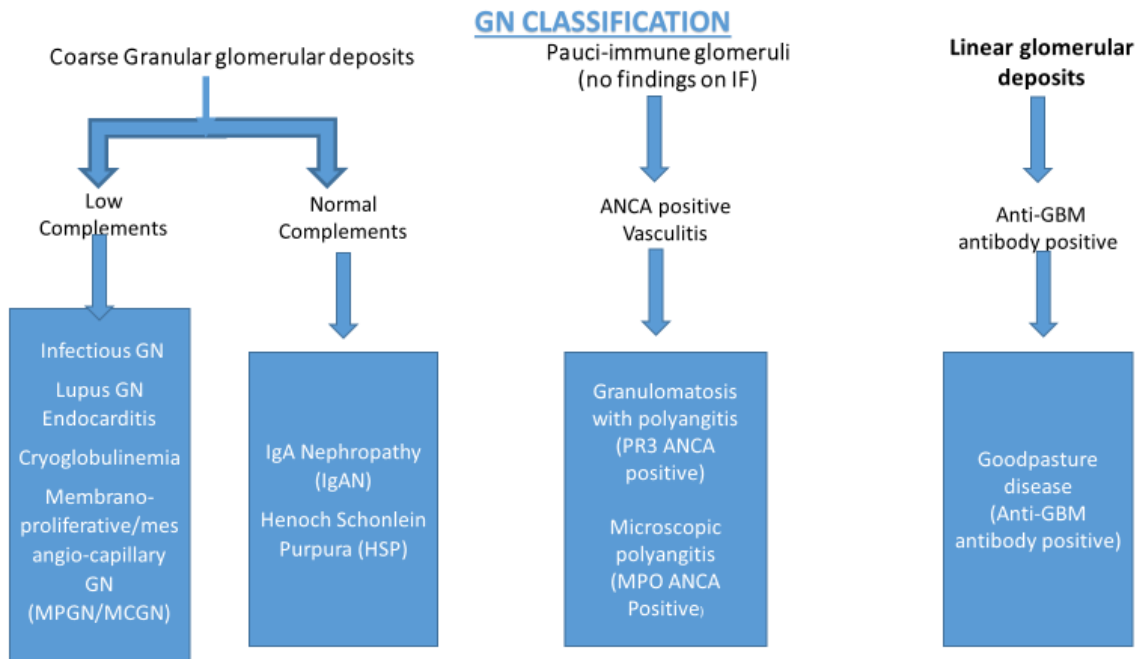 GN CLASSIFICATION
Coarse Granular glomerular deposits
Low
Complements
Infectious GN
Lupus GN
Endocarditis
Cryoglobulinemia
Membrano-
proliferative/mes
angio-capillary
GN
(MPGN/MCGN)
Normal
Complements
IgA Nephropathy
(IgAN)
Henoch Schonlein
Purpura (HSP)
Pauci-immune glomeruli
(no findings on IF)
ANCA positive
Vasculitis
Granulomatosis
with polyangitis
(PR3 ANCA
positive)
Microscopic
polyangitis
(MPO ANCA
Positive)
Linear glomerular
deposits
Anti-GBM
antibody positive
Goodpasture
disease
(Anti-GBM
antibody positive)